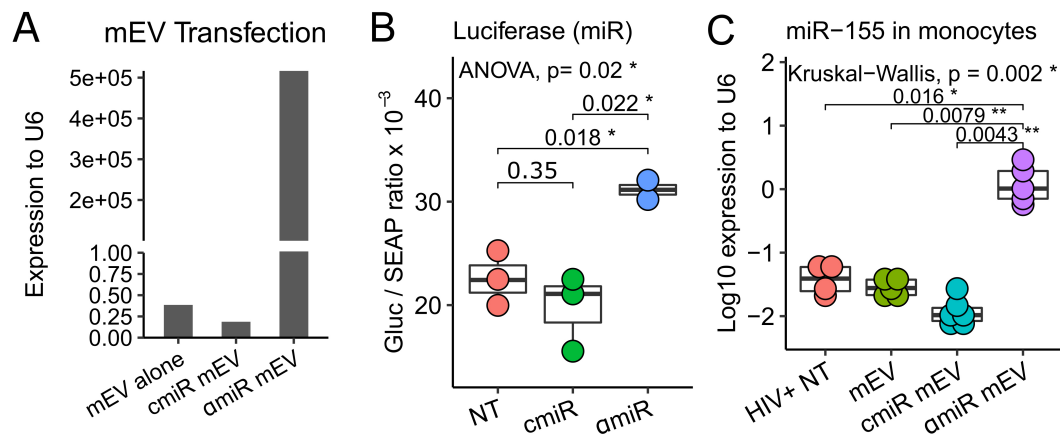 A
mEV Transfection
Expression to U6
5e+05
4e+05
3e+05
2e+05
1.00
0.75
0.50
0.25
0.00
mEV alone
cmiR mEV
ɑmiR mEV
B
Luciferase (miR)
ANOVA, p= 0.02 *
Gluc / SEAP ratio x 10⁻³
40
30
20
0.022 *
0.018 *
0.35
NT
cmiR
ɑmiR
C
miR−155 in monocytes
Kruskal−Wallis, p = 0.002 *
Log10 expression to U6
2
1
0
−1
−2
0.016 *
0.0079 **
0.0043 **
HIV+ NT
mEV
cmiR mEV
ɑmiR mEV